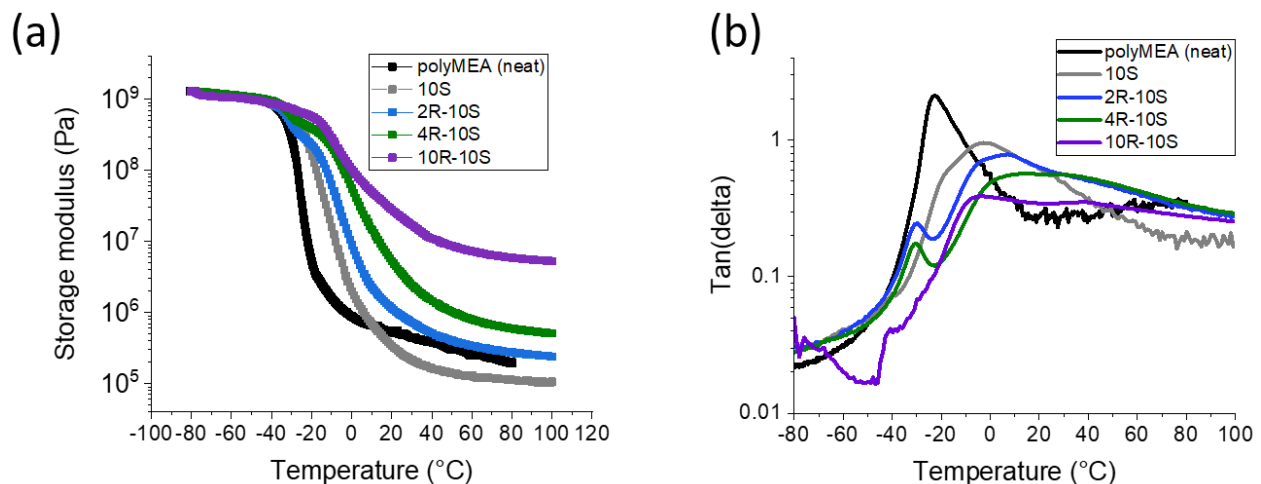 (a)
Storage modulus (Pa)
10⁹
10⁸
10⁷
10⁶
10⁵
polyMEA (neat)
10S
2R-10S
4R-10S
10R-10S
-100 -80 -60 -40 -20 0 20 40 60 80 100 120
Temperature (°C)
(b)
Tan(delta)
1
0.1
0.01
polyMEA (neat)
10S
2R-10S
4R-10S
10R-10S
-80 -60 -40 -20 0 20 40 60 80 100
Temperature (°C)